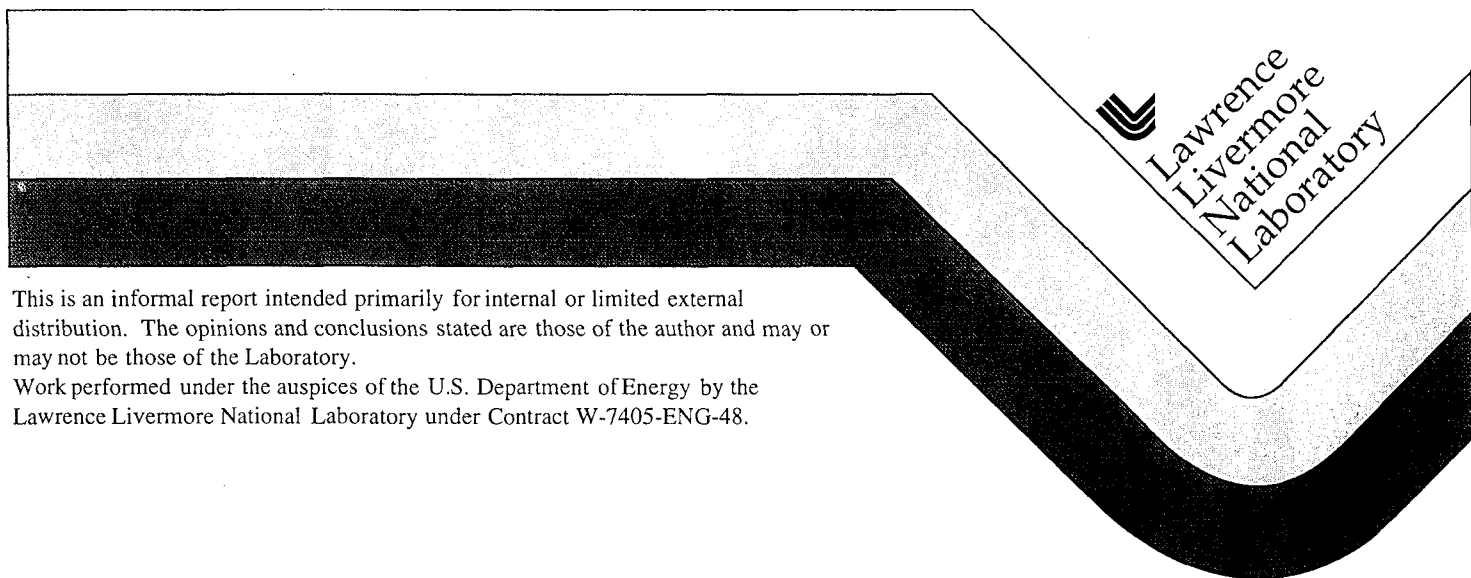 Lawrence
Livermore
National
Laboratory
This is an informal report intended primarily for internal or limited external
distribution. The opinions and conclusions stated are those of the author and may or
may not be those of the Laboratory.
Work performed under the auspices of the U.S. Department of Energy by the
Lawrence Livermore National Laboratory under Contract W-7405-ENG-48.